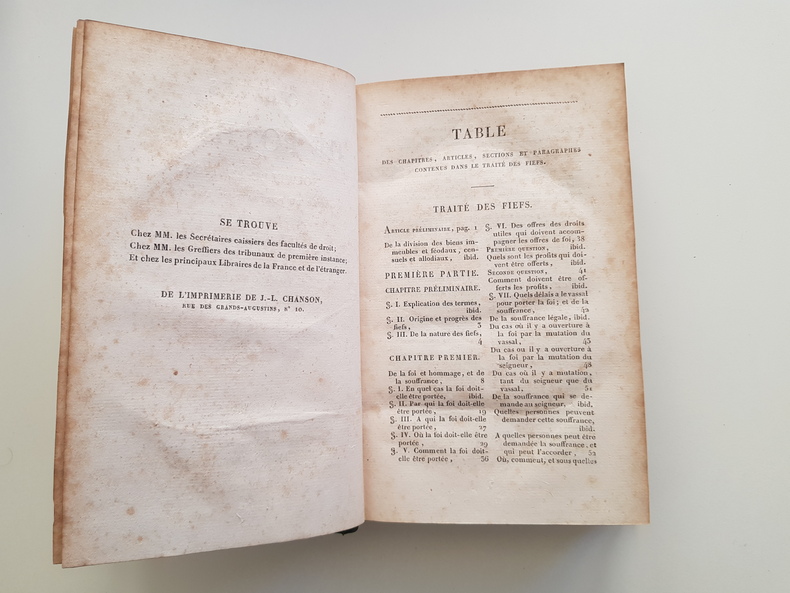 SE TROUVE
Chez MM. les Secrétaires caissiers des facultés de droit;
Chez MM. les Greffiers des tribunaux de première instance;
Et chez les principaux Libraires de la France et de l'étranger.
DE L'IMPRIMERIE DE J.-L. CHANSON,
RUE DES GRANDS-AUGUSTINS, N° 10.
TABLE
DES CHAPITRES, ARTICLES, SECTIONS ET PARAGRAPHES
CONTENUS DANS LE TRAITÉ DES FIEFS.
TRAITÉ DES FIEFS.
ARTICLE PRÉLIMINAIRE, pag. 1
De la division des biens im-
meubles et féodaux, cen-
suels et allodiaux, ibid.
PREMIÈRE PARTIE.
CHAPITRE PRÉLIMINAIRE.
§. I. Explication des termes,
ibid.
§. II. Origine et progrès des
fiefs, 3
§. III. De la nature des fiefs,
4
CHAPITRE PREMIER.
De la foi et hommage, et de
la souffrance, 8
§. I. En quel cas la foi doit-
elle être portée, ibid.
§. II. Par qui la foi doit-elle
être portée, 19
§. III. A qui la foi doit-elle
être portée, 27
§. IV. Où la foi doit-elle être
portée, 29
§. V. Comment la foi doit-
elle être portée, 36
§. VI. Des offres des droits
utiles qui doivent accom-
pagner les offres de foi, 38
PREMIÈRE QUESTION,
Quels sont les profits qui doi-
vent être offerts, ibid.
SECONDE QUESTION, 41
Comment doivent être of-
ferts les profits, ibid.
§. VII. Quels délais a le vassal
pour porter la foi; et de la
souffrance, 42
De la souffrance légale, ibid.
Du cas où il y a ouverture à
la foi par la mutation du
vassal, 43
Du cas où il y a ouverture à
la foi par la mutation du
seigneur, 48
Du cas où il y a mutation,
tant du seigneur que du
vassal, 51
De la souffrance qui se de-
mande au seigneur, ibid.
Quelles personnes peuvent
demander cette souffrance,
ibid.
A quelles personnes peut être
demandée la souffrance, et
qui peut l'accorder, 52
Où, comment, et sous quelles